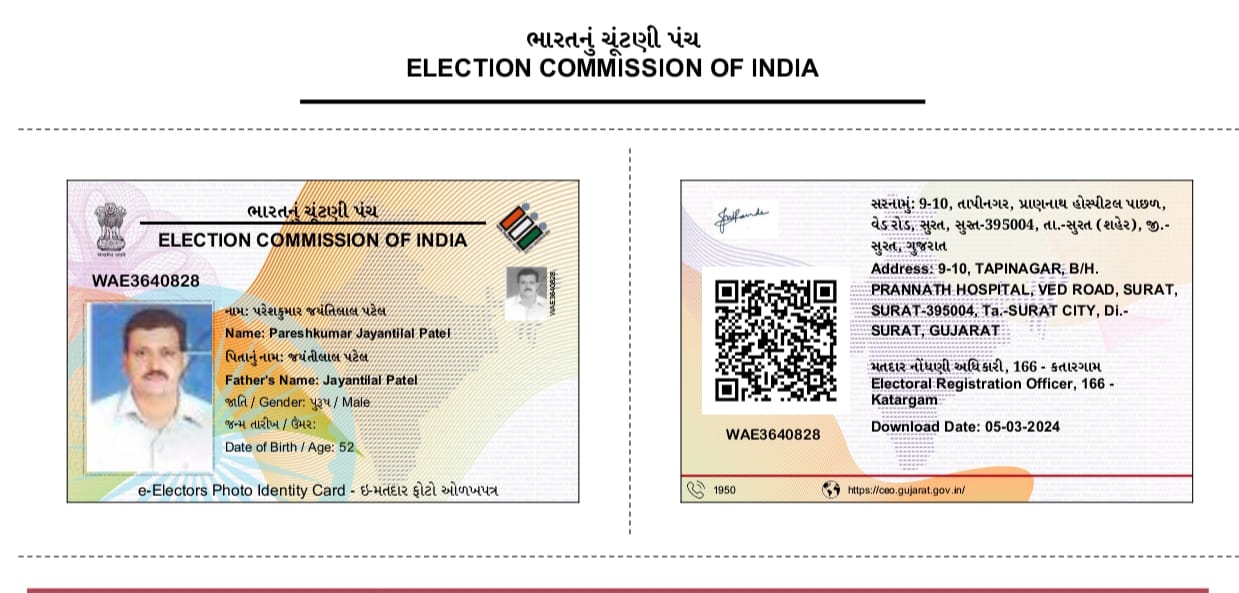 ભારતનું ચૂંટણી પંચ
ELECTION COMMISSION OF INDIA
ભારતનું ચૂંટણી પંચ
ELECTION COMMISSION OF INDIA
WAE3640828
WAE3640828
નામ: પરેશકુમાર જયંતિલાલ પટેલ
Name: Pareshkumar Jayantilal Patel
પિતાનું નામ: જયંતીલાલ પટેલ
Father's Name: Jayantilal Patel
જાતિ / Gender: પુરૂષ / Male
જન્મ તારીખ / ઉંમર:
Date of Birth / Age: 52
e-Electors Photo Identity Card - ઇ-મતદાર ફોટો ઓળખપત્ર
સરનામું: 9-10, તાપીનગર, પ્રાણનાથ હોસ્પીટલ પાછળ,
વેડ રોડ, સુરત, સુરત-395004, તા.-સુરત (શહેર), જી.-
સુરત, ગુજરાત
Address: 9-10, TAPINAGAR, B/H.
PRANNATH HOSPITAL, VED ROAD, SURAT,
SURAT-395004, Ta.-SURAT CITY, Di.-
SURAT, GUJARAT
મતદાર નોંધણી અધિકારી, 166 - કતારગામ
Electoral Registration Officer, 166 -
Katargam
Download Date: 05-03-2024
WAE3640828
1950
https://ceo.gujarat.gov.in/